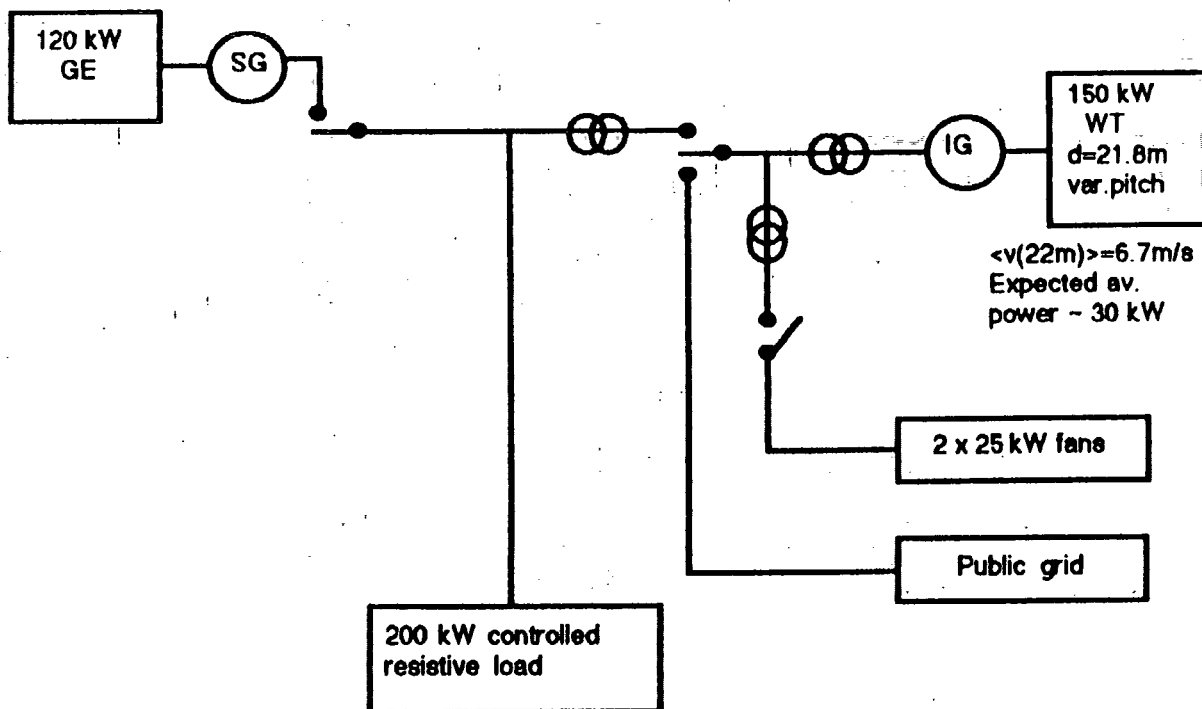 120 kW
GE
SG
IG
150 kW
WT
d=21.8m
var.pitch
<v(22m)>=6.7m/s
Expected av.
power ~ 30 kW
2 x 25 kW fans
Public grid
200 kW controlled
resistive load